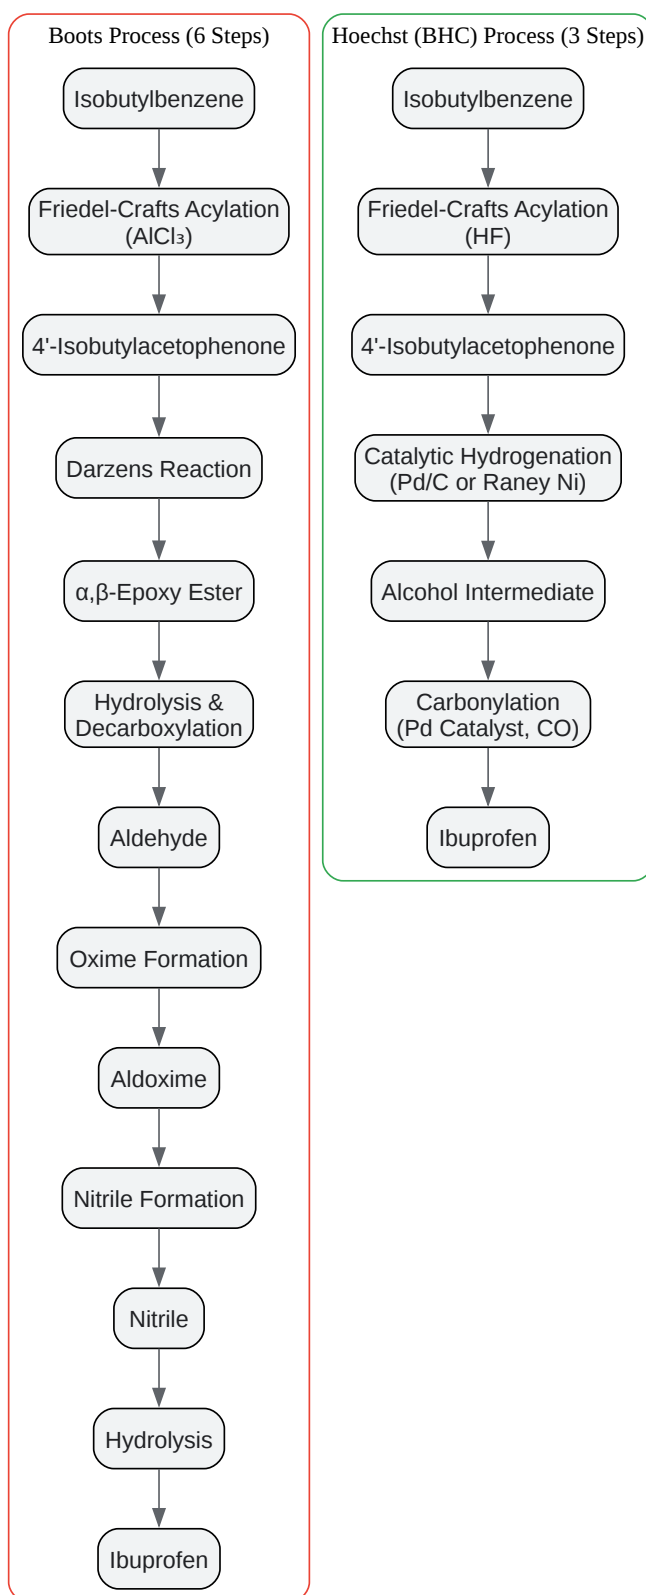 Boots Process (6 Steps)
Isobutylbenzene
Friedel-Crafts Acylation
(AlCl₃)
4'-Isobutylacetophenone
Darzens Reaction
α,β-Epoxy Ester
Hydrolysis &
Decarboxylation
Aldehyde
Oxime Formation
Aldoxime
Nitrile Formation
Nitrile
Hydrolysis
Ibuprofen
Hoechst (BHC) Process (3 Steps)
Isobutylbenzene
Friedel-Crafts Acylation
(HF)
4'-Isobutylacetophenone
Catalytic Hydrogenation
(Pd/C or Raney Ni)
Alcohol Intermediate
Carbonylation
(Pd Catalyst, CO)
Ibuprofen